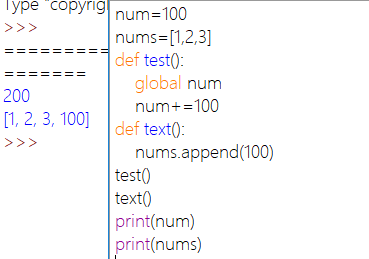 Type "copyrigh
>>>
==========
=======
200
[1, 2, 3, 100]
>>>
num=100
nums=[1,2,3]
def test():
    global num
    num+=100
def text():
    nums.append(100)
test()
text()
print(num)
print(nums)